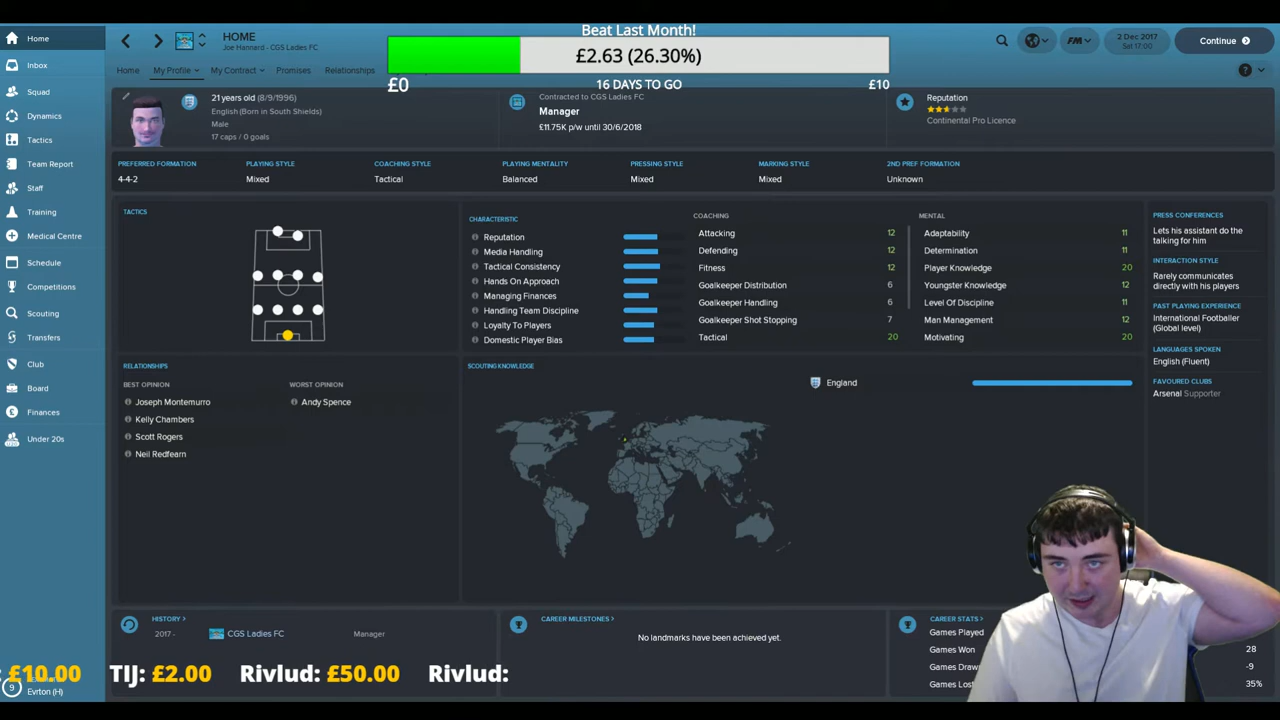 Home
Inbox
Squad
Dynamics
Tactics
Team Report
Staff
Training
Medical Centre
Schedule
Competitions
Scouting
Transfers
Club
Board
Finances
Under 20s
9
Evrton (H)
HOME
Joe Hannard - CGS Ladies FC
Beat Last Month!
£2.63 (26.30%)
£0
16 DAYS TO GO
£10
FM
2 Dec 2017
Sat 17:00
Continue
Home
My Profile
My Contract
Promises
Relationships
?
21 years old (8/9/1996)
English (Born in South Shields)
Male
17 caps / 0 goals
Contracted to CGS Ladies FC
Manager
£11.75K p/w until 30/6/2018
Reputation
Continental Pro Licence
PREFERRED FORMATION
4-4-2
PLAYING STYLE
Mixed
COACHING STYLE
Tactical
PLAYING MENTALITY
Balanced
PRESSING STYLE
Mixed
MARKING STYLE
Mixed
2ND PREF FORMATION
Unknown
TACTICS
CHARACTERISTIC
Reputation
Media Handling
Tactical Consistency
Hands On Approach
Managing Finances
Handling Team Discipline
Loyalty To Players
Domestic Player Bias
COACHING
Attacking 12
Defending 12
Fitness 12
Goalkeeper Distribution 6
Goalkeeper Handling 6
Goalkeeper Shot Stopping 7
Tactical 20
MENTAL
Adaptability 11
Determination 11
Player Knowledge 20
Youngster Knowledge 12
Level Of Discipline 11
Man Management 12
Motivating 20
PRESS CONFERENCES
Lets his assistant do the
talking for him
INTERACTION STYLE
Rarely communicates
directly with his players
PAST PLAYING EXPERIENCE
International Footballer
(Global level)
LANGUAGES SPOKEN
English (Fluent)
FAVOURED CLUBS
Arsenal Supporter
RELATIONSHIPS
BEST OPINION
Joseph Montemurro
Kelly Chambers
Scott Rogers
Neil Redfearn
WORST OPINION
Andy Spence
SCOUTING KNOWLEDGE
England
HISTORY >
2017 - CGS Ladies FC Manager
CAREER MILESTONES >
No landmarks have been achieved yet.
CAREER STATS >
Games Played
Games Won 28
Games Draw -9
Games Lost 35%
: £10.00 TIJ: £2.00 Rivlud: £50.00 Rivlud: